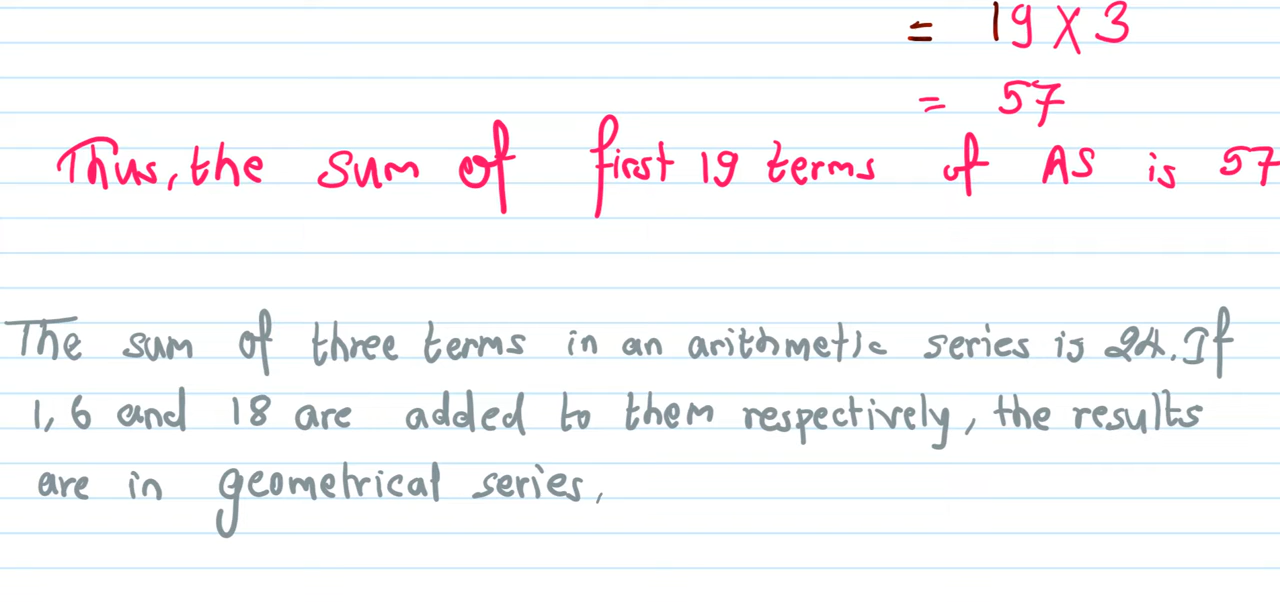 = 19 X 3
= 57
Thus, the sum of first 19 terms of AS is 57
The sum of three terms in an arithmetic series is 24. If
1, 6 and 18 are added to them respectively, the results
are in geometrical series,